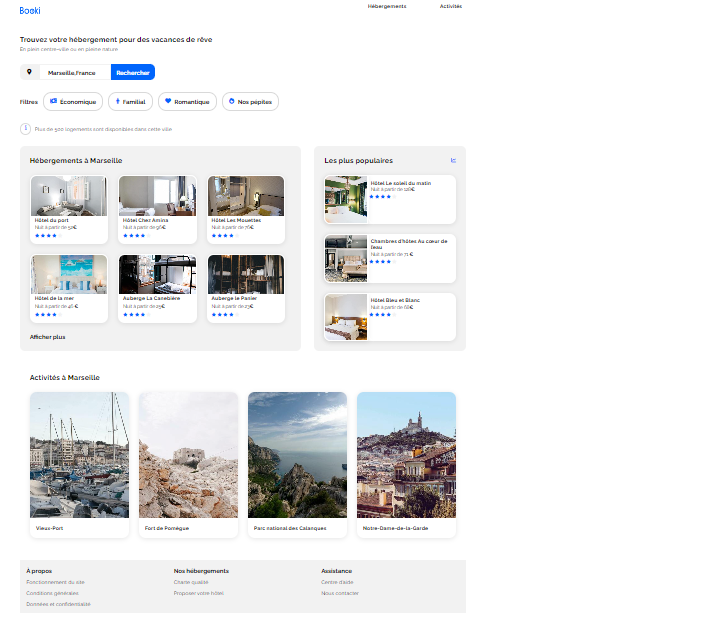 Booki
Hébergements
Activités
Trouvez votre hébergement pour des vacances de rêve
En plein centre-ville ou en pleine nature
Marseille,France
Rechercher
Filtres
Économique
Familial
Romantique
Nos pépites
Plus de 500 logements sont disponibles dans cette ville
Hébergements à Marseille
Hôtel du port
Nuit à partir de 52€
Hôtel Chez Amina
Nuit à partir de 96€
Hôtel Les Mouettes
Nuit à partir de 76€
Hôtel de la mer
Nuit à partir de 46 €
Auberge La Canebière
Nuit à partir de 25€
Auberge le Panier
Nuit à partir de 23€
Afficher plus
Les plus populaires
Hôtel Le soleil du matin
Nuit à partir de 128€
Chambres d'hôtes Au cœur de
l'eau
Nuit à partir de 71 €
Hôtel Bleu et Blanc
Nuit à partir de 68€
Activités à Marseille
Vieux-Port
Fort de Pomègue
Parc national des Calanques
Notre-Dame-de-la-Garde
À propos
Fonctionnement du site
Conditions générales
Données et confidentialité
Nos hébergements
Charte qualité
Proposer votre hôtel
Assistance
Centre d'aide
Nous contacter